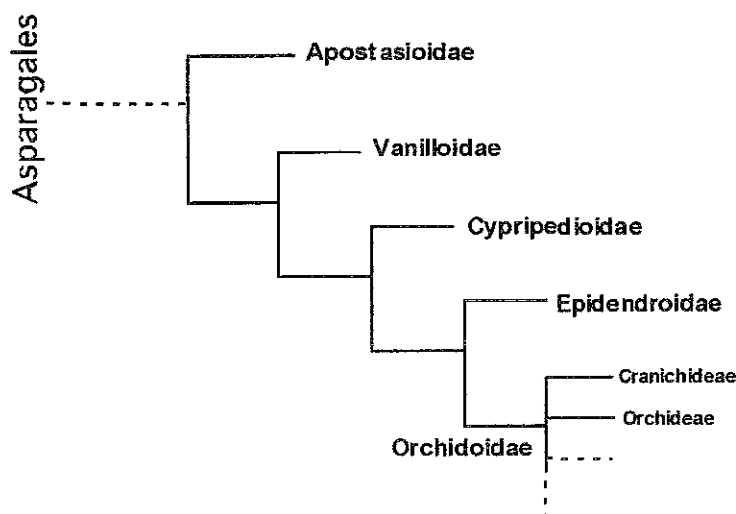 Asparagales
Apostasioidae
Vanilloidae
Cypripedioidae
Epidendroidae
Cranichideae
Orchideae
Orchidoidae